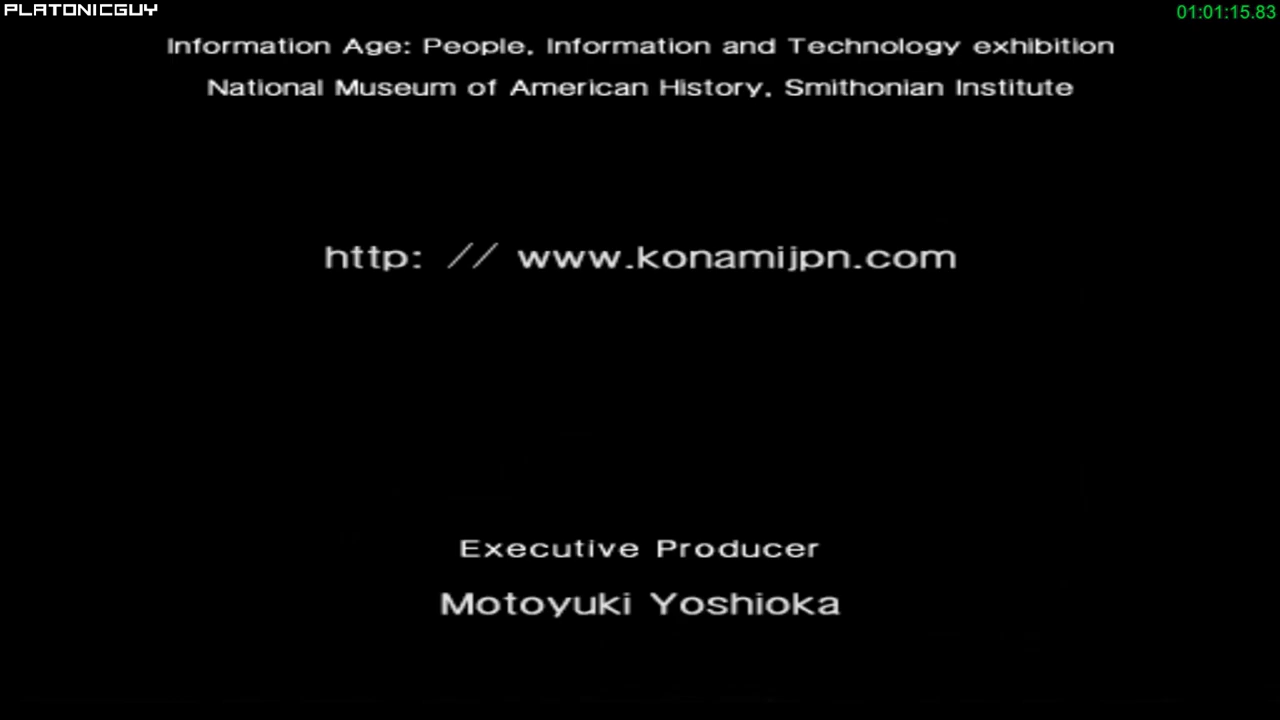 PLATONICGUY
01:01:15.83
Information Age: People, Information and Technology exhibition
National Museum of American History, Smithonian Institute
http: // www.konamijpn.com
Executive Producer
Motoyuki Yoshioka